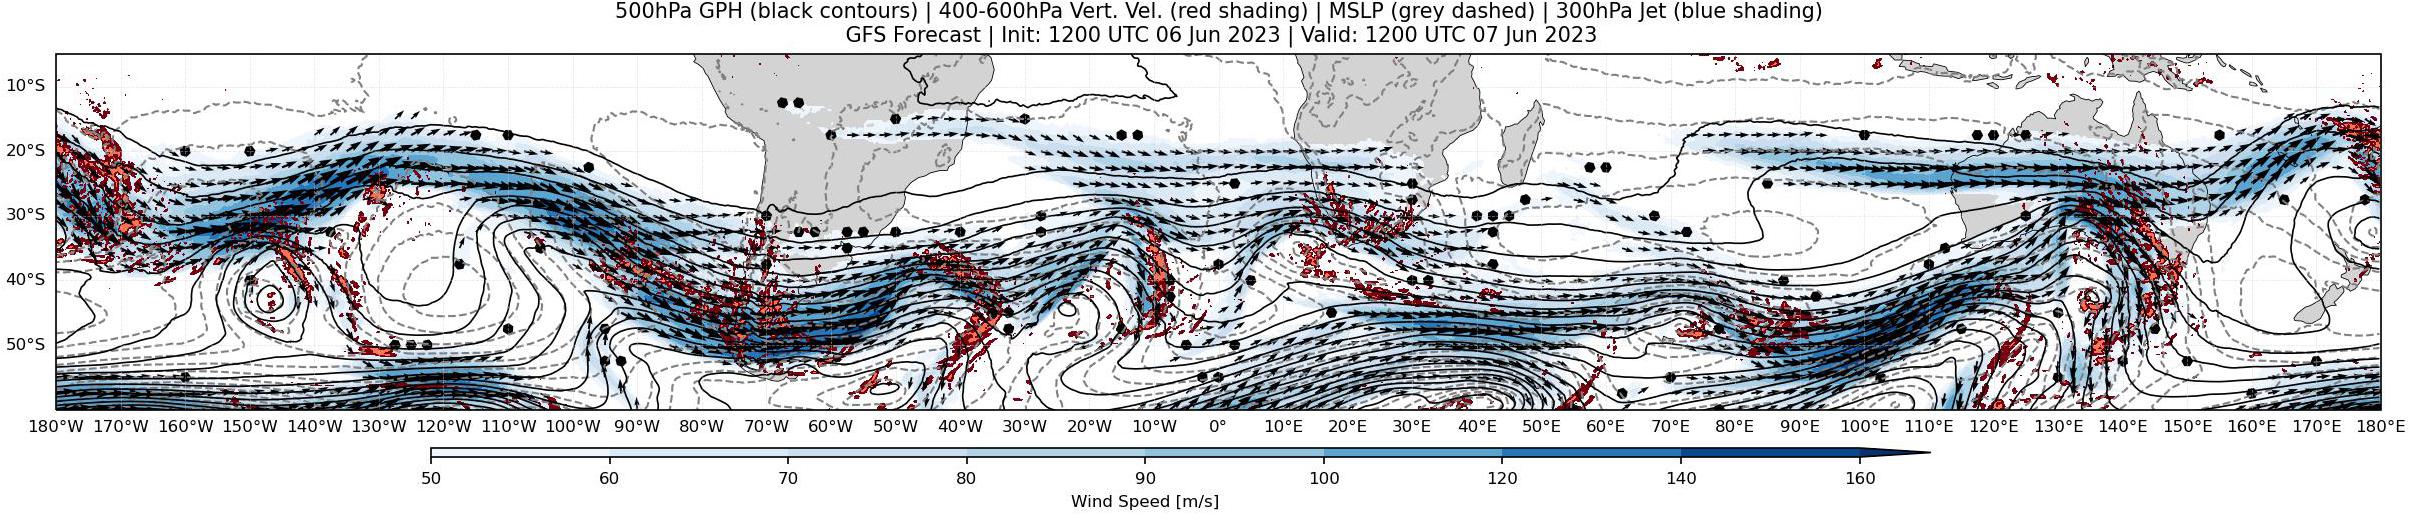 500hPa GPH (black contours) | 400-600hPa Vert. Vel. (red shading) | MSLP (grey dashed) | 300hPa Jet (blue shading)
GFS Forecast | Init: 1200 UTC 06 Jun 2023 | Valid: 1200 UTC 07 Jun 2023
10°S
20°S
30°S
40°S
50°S
180°W 170°W 160°W 150°W 140°W 130°W 120°W 110°W 100°W 90°W 80°W 70°W 60°W 50°W 40°W 30°W 20°W 10°W 0° 10°E 20°E 30°E 40°E 50°E 60°E 70°E 80°E 90°E 100°E 110°E 120°E 130°E 140°E 150°E 160°E 170°E 180°E
50 60 70 80 90 100 120 140 160
Wind Speed [m/s]